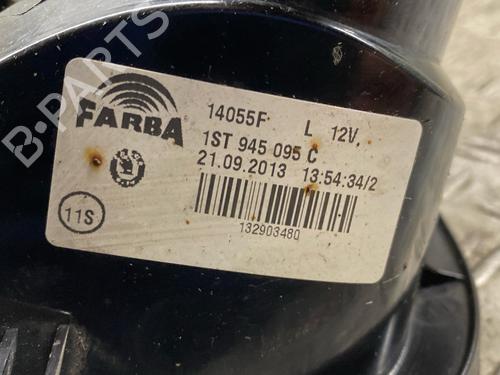 B-PARTS
FARBA
14055F L 12V,
1ST 945 095 C
21.09.2013 13:54:34/2
11S
132903480